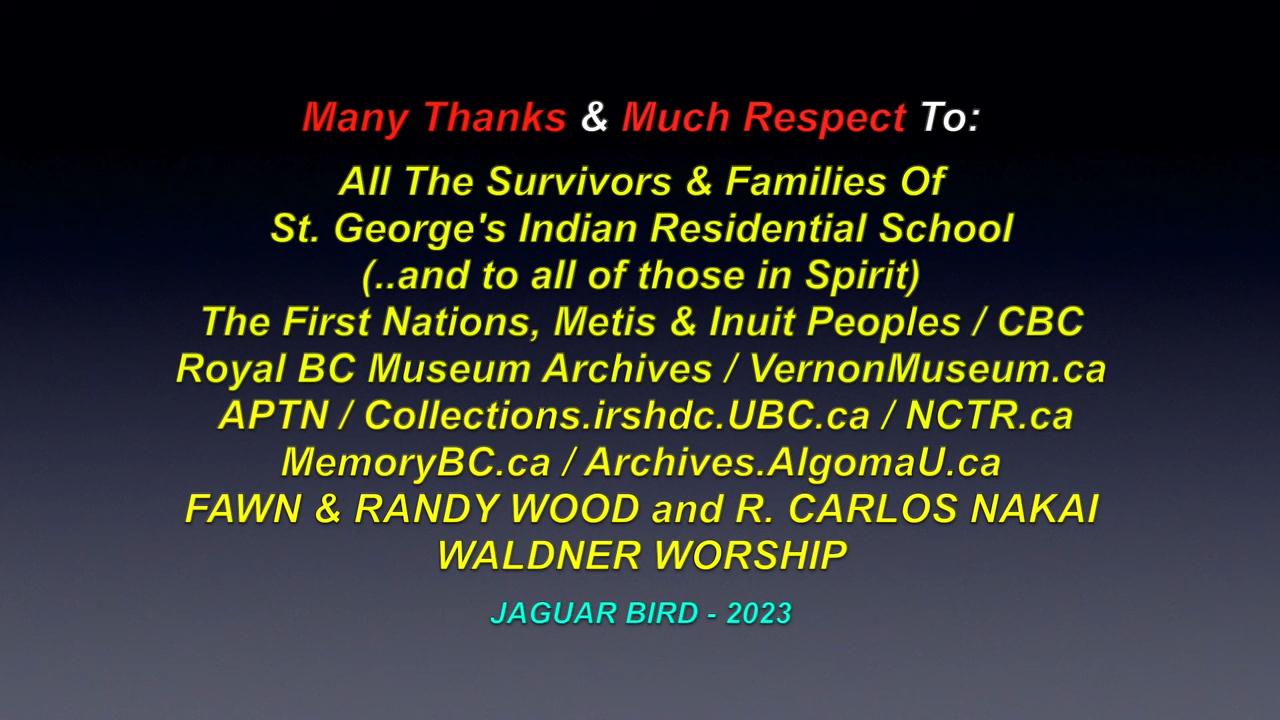 Many Thanks & Much Respect To:
All The Survivors & Families Of
St. George's Indian Residential School
(..and to all of those in Spirit)
The First Nations, Metis & Inuit Peoples / CBC
Royal BC Museum Archives / VernonMuseum.ca
APTN / Collections.irshdc.UBC.ca / NCTR.ca
MemoryBC.ca / Archives.AlgomaU.ca
FAWN & RANDY WOOD and R. CARLOS NAKAI
WALDNER WORSHIP
JAGUAR BIRD - 2023